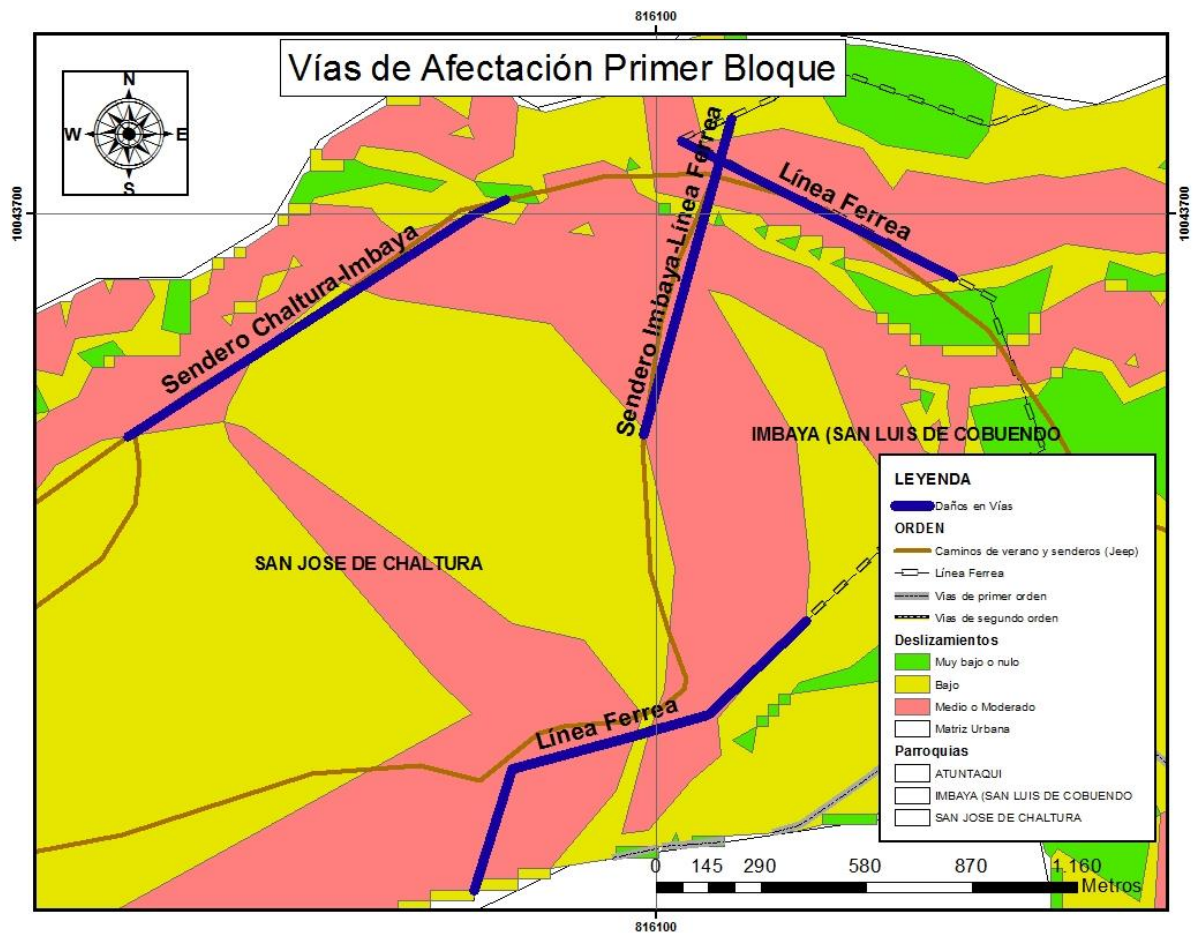 816100
Vías de Afectación Primer Bloque
N
W
E
S
10043700
10043700
Sendero Chaltura-Imbaya
Sendero Imbaya-Línea Ferrea
Línea Ferrea
IMBAYA (SAN LUIS DE COBUENDO
SAN JOSE DE CHALTURA
Línea Ferrea
LEYENDA
Daños en Vías
ORDEN
Caminos de verano y senderos (Jeep)
Línea Ferrea
Vias de primer orden
Vias de segundo orden
Deslizamientos
Muy bajo o nulo
Bajo
Medio o Moderado
Matriz Urbana
Parroquias
ATUNTAQUI
IMBAYA (SAN LUIS DE COBUENDO
SAN JOSE DE CHALTURA
0 145 290 580 870 1.160
Metros
816100